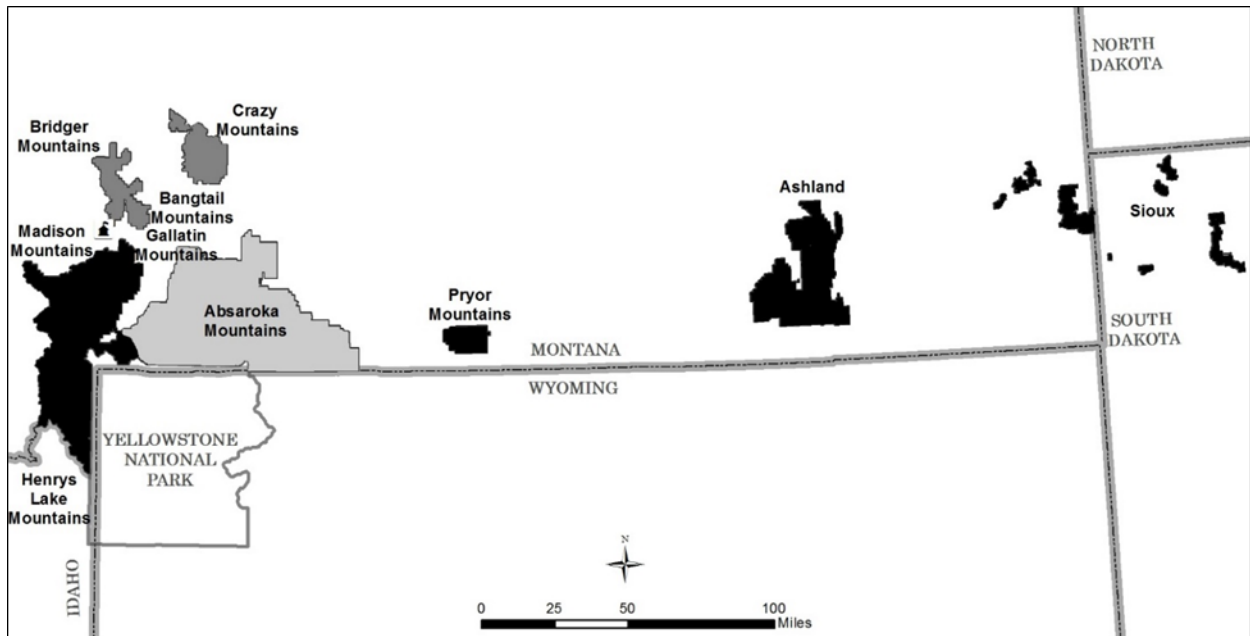 NORTH
DAKOTA
Crazy
Mountains
Bridger
Mountains
Ashland
Bangtail
Mountains
Sioux
Madison
Mountains
Gallatin
Mountains
Absaroka
Mountains
Pryor
Mountains
SOUTH
DAKOTA
MONTANA
WYOMING
YELLOWSTONE
NATIONAL
PARK
Henrys
Lake
Mountains
IDAHO
N
0 25 50 100
Miles